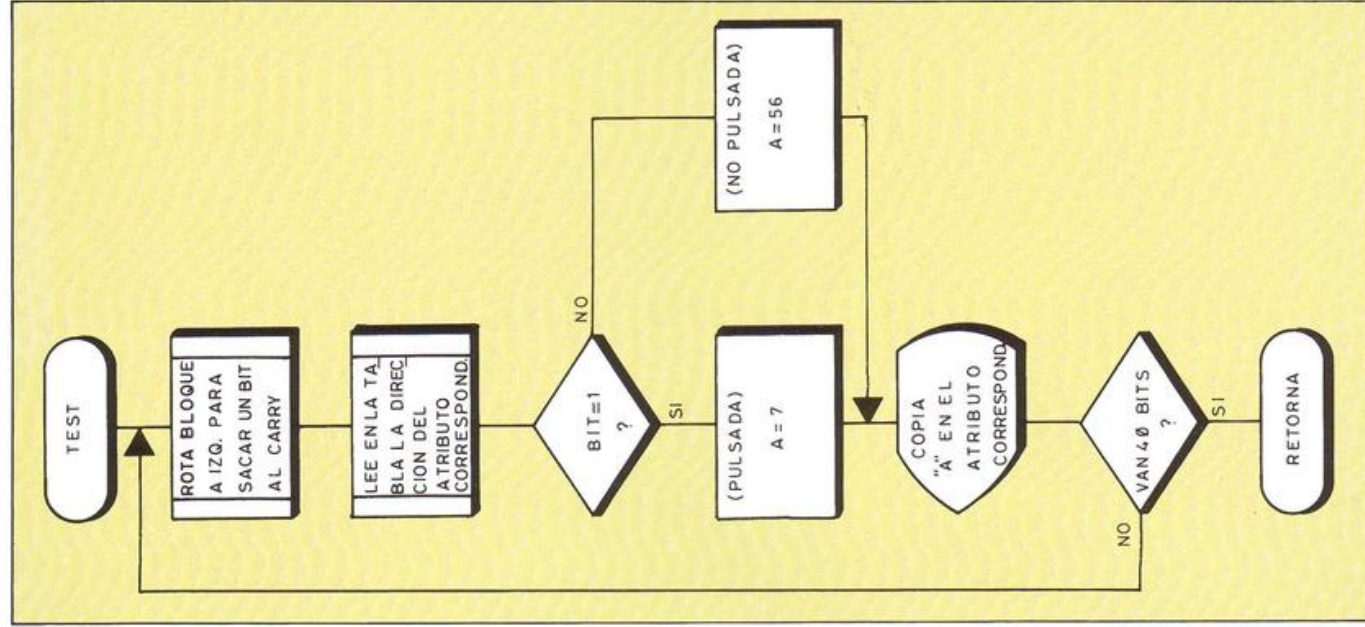 TEST
ROTA BLOQUE
A IZQ. PARA
SACAR UN BIT
AL CARRY
LEE EN LA TA
BLA LA DIREC
CION DEL
ATRIBUTO
CORRESPOND.
BIT=1
?
NO
SI
(PULSADA)
A=7
(NO PULSADA)
A=56
COPIA
"A" EN EL
ATRIBUTO
CORRESPOND.
VAN 40 BITS
?
NO
SI
RETORNA